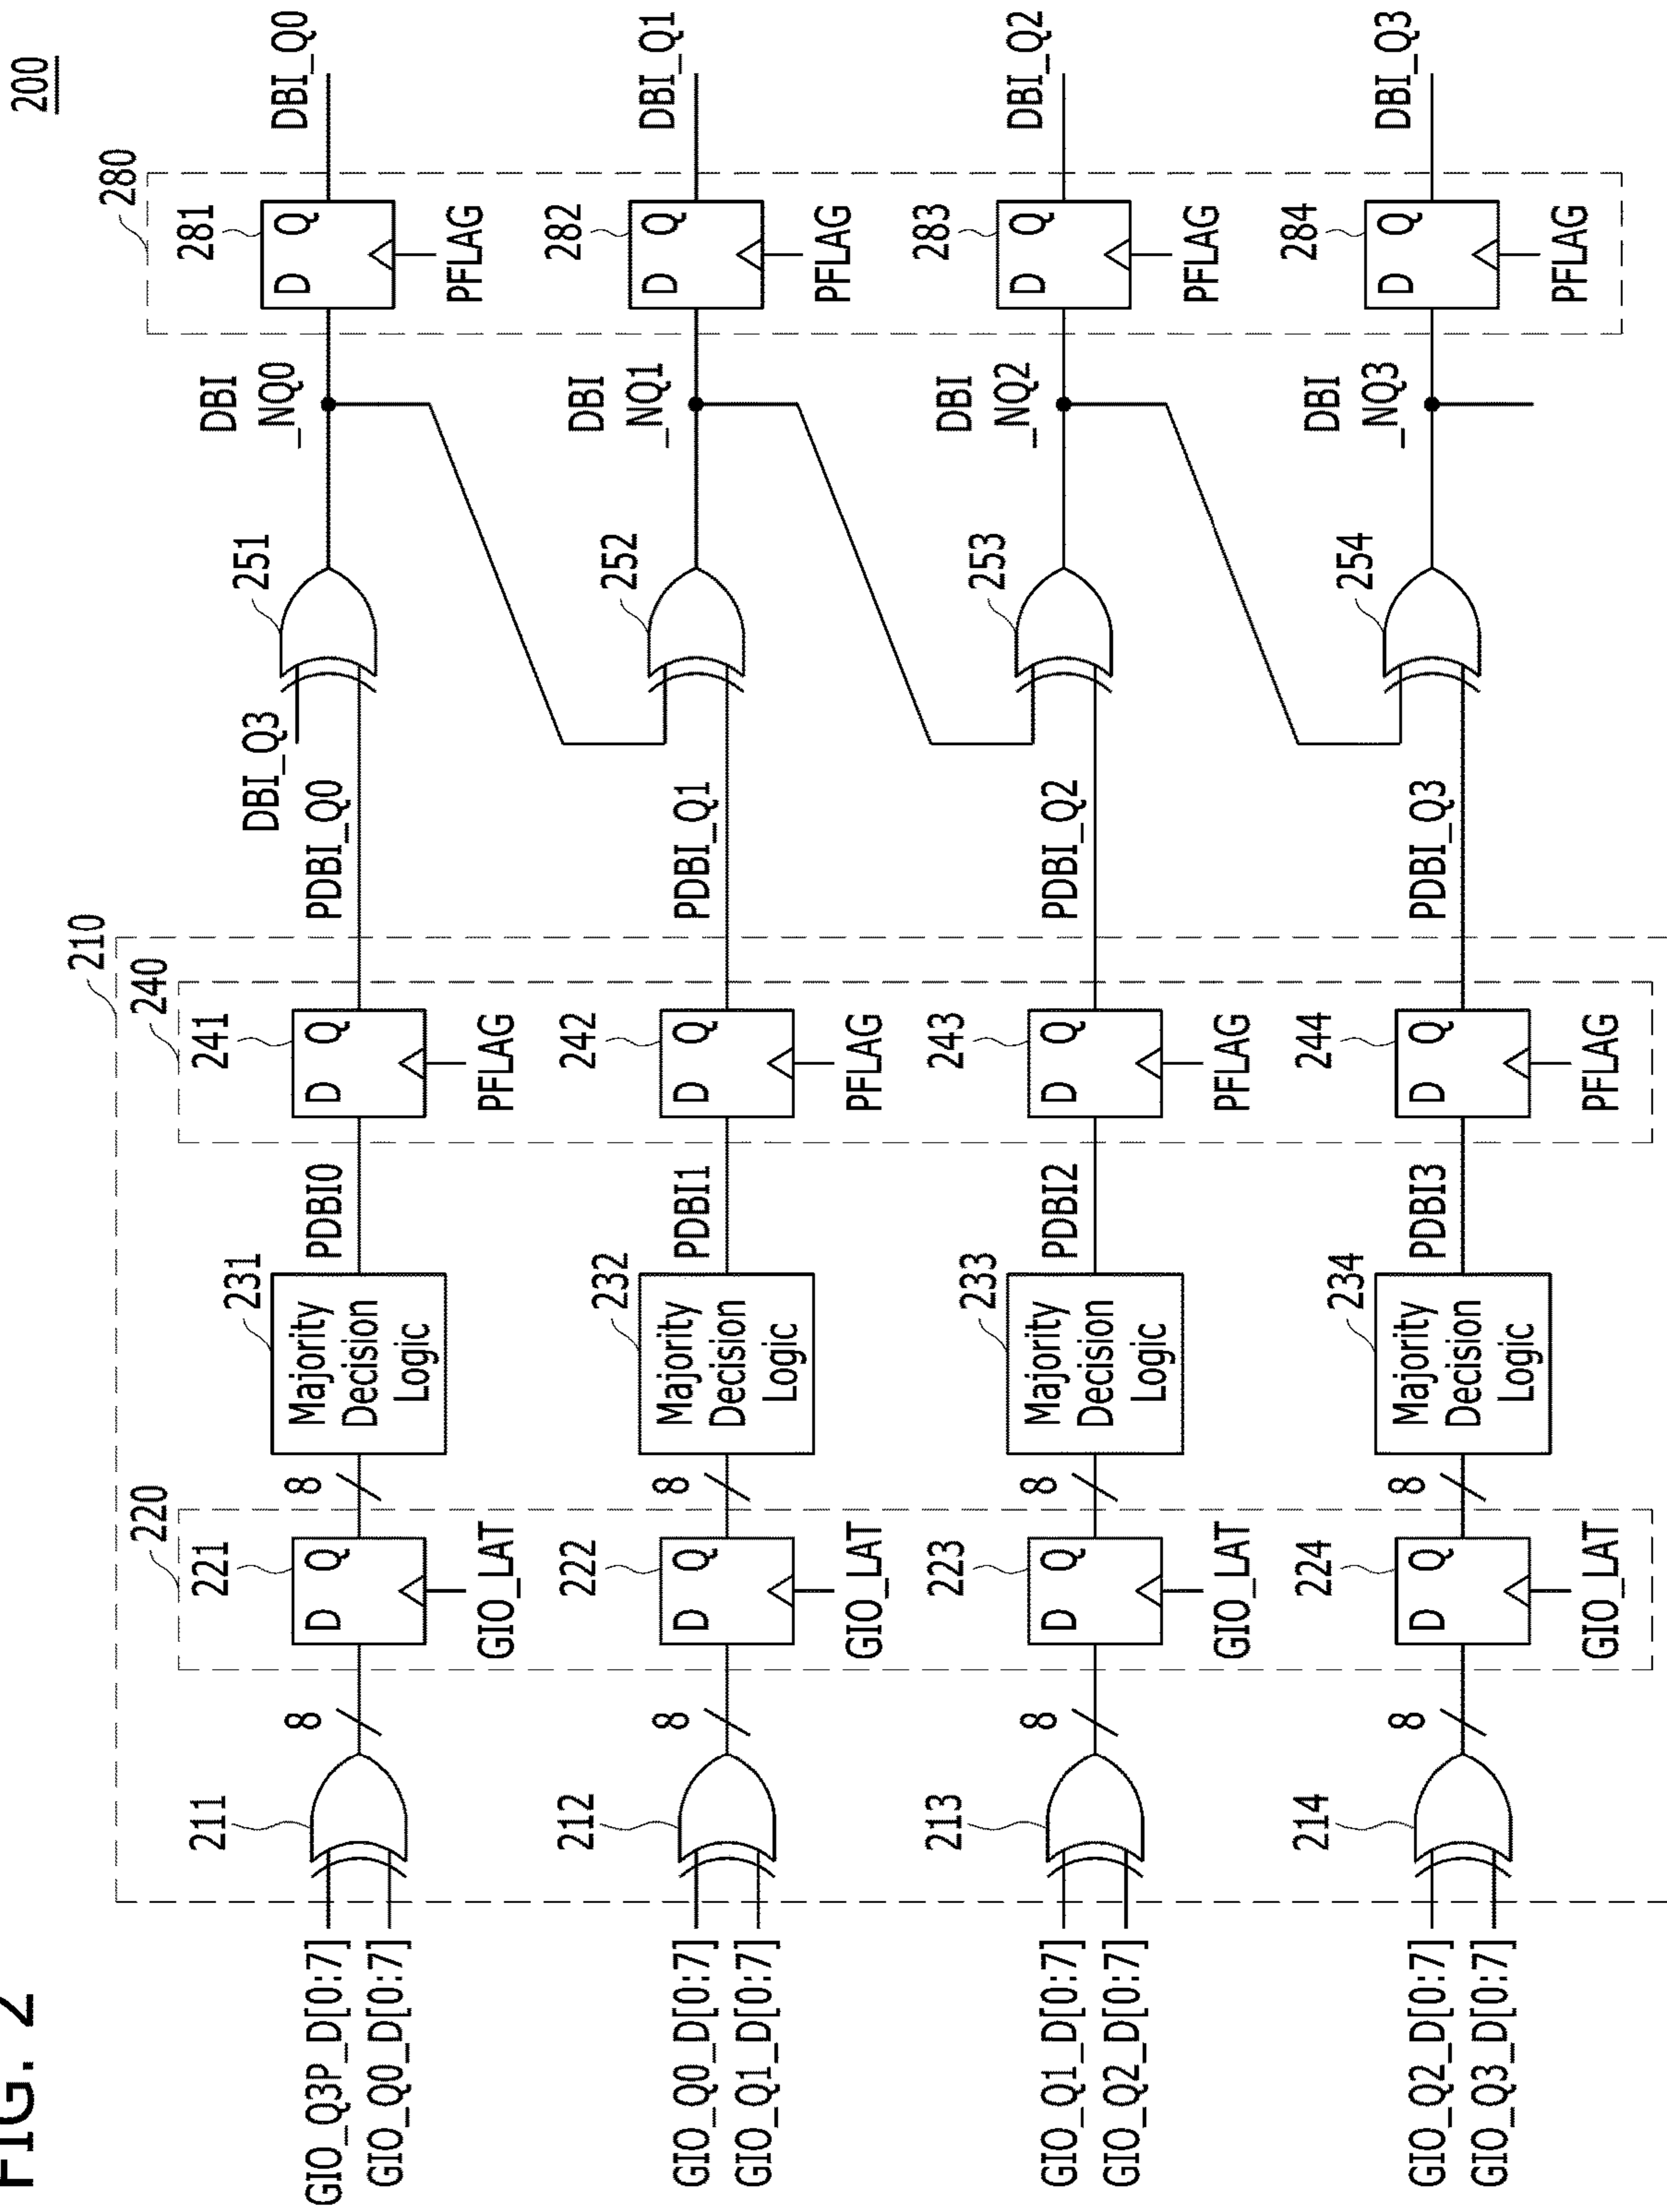 FIG. 2
200
GIO_Q3P_D[0:7]
GIO_Q0_D[0:7]
211
8
210
220
221
D Q
GIO_LAT
8
231
Majority
Decision
Logic
PDBI0
240
241
D Q
PFLAG
PDBI_Q0
DBI_Q3
251
DBI
_NQ0
280
281
D Q
PFLAG
DBI_Q0
GIO_Q0_D[0:7]
GIO_Q1_D[0:7]
212
8
222
D Q
GIO_LAT
8
232
Majority
Decision
Logic
PDBI1
242
D Q
PFLAG
PDBI_Q1
252
DBI
_NQ1
282
D Q
PFLAG
DBI_Q1
GIO_Q1_D[0:7]
GIO_Q2_D[0:7]
213
8
223
D Q
GIO_LAT
8
233
Majority
Decision
Logic
PDBI2
243
D Q
PFLAG
PDBI_Q2
253
DBI
_NQ2
283
D Q
PFLAG
DBI_Q2
GIO_Q2_D[0:7]
GIO_Q3_D[0:7]
214
8
224
D Q
GIO_LAT
8
234
Majority
Decision
Logic
PDBI3
244
D Q
PFLAG
PDBI_Q3
254
DBI
_NQ3
284
D Q
PFLAG
DBI_Q3